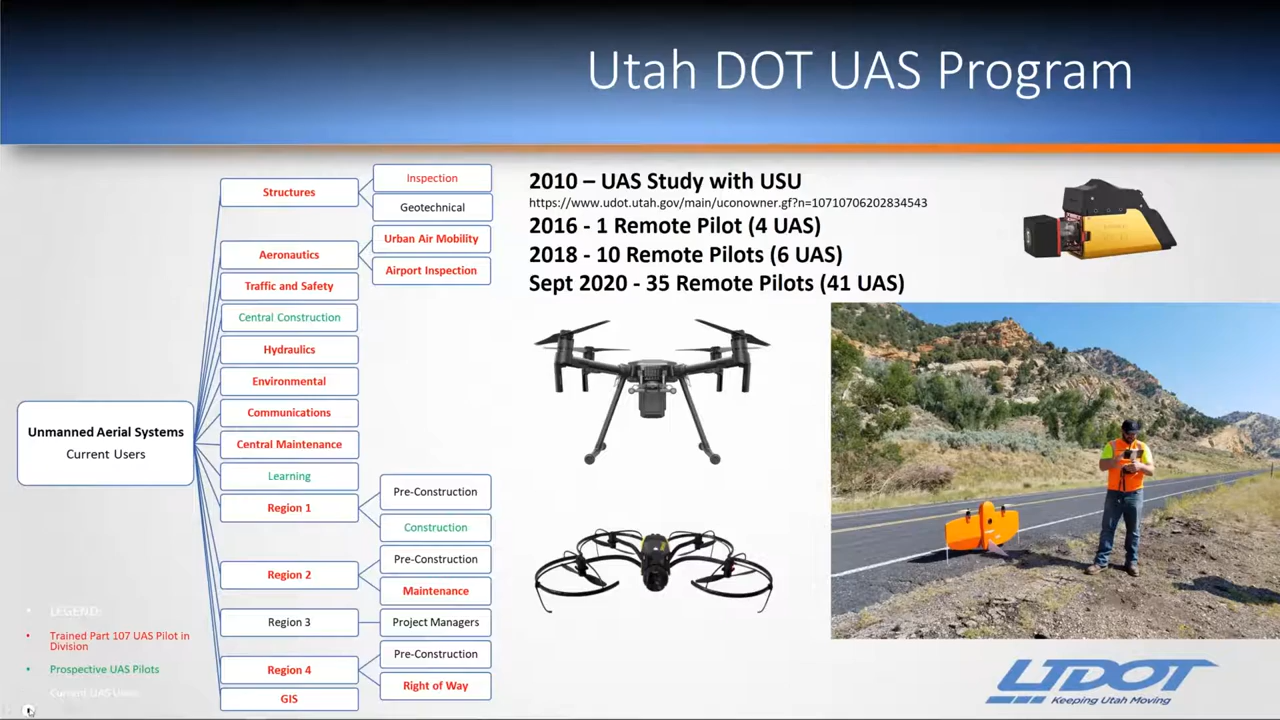 Utah DOT UAS Program
Unmanned Aerial Systems
Current Users
Structures
Inspection
Geotechnical
Aeronautics
Urban Air Mobility
Airport Inspection
Traffic and Safety
Central Construction
Hydraulics
Environmental
Communications
Central Maintenance
Learning
Region 1
Pre-Construction
Construction
Region 2
Pre-Construction
Maintenance
Region 3
Project Managers
Region 4
Pre-Construction
Right of Way
GIS
LEGEND:
• Trained Part 107 UAS Pilot in
Division
• Prospective UAS Pilots
Current UAS Users
2010 – UAS Study with USU
https://www.udot.utah.gov/main/uconowner.gf?n=10710706202834543
2016 - 1 Remote Pilot (4 UAS)
2018 - 10 Remote Pilots (6 UAS)
Sept 2020 - 35 Remote Pilots (41 UAS)
UDOT
Keeping Utah Moving